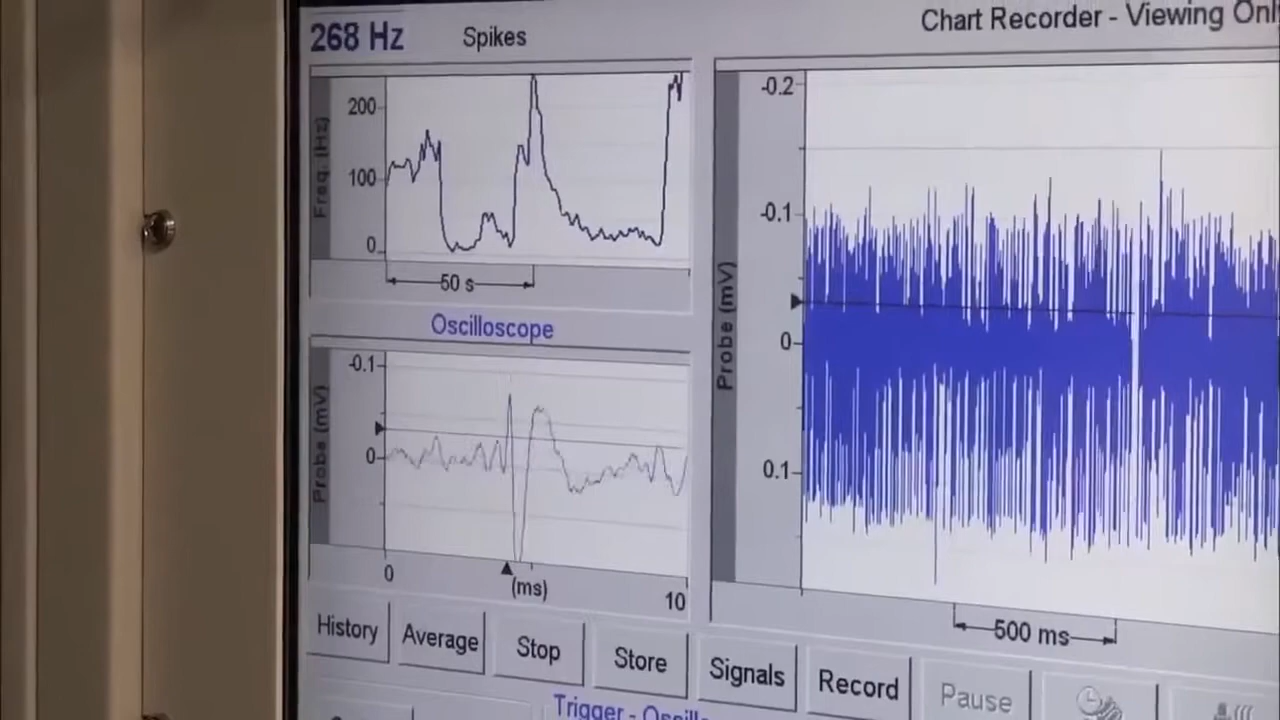 268 Hz Spikes
Chart Recorder - Viewing Onl
Freq. (Hz)
200
100
0
50 s
Oscilloscope
Probe (mV)
-0.1
0
0
(ms)
10
Probe (mV)
-0.2
-0.1
0
0.1
500 ms
History Average Stop Store Signals Record Pause
Trigger - Oscillo